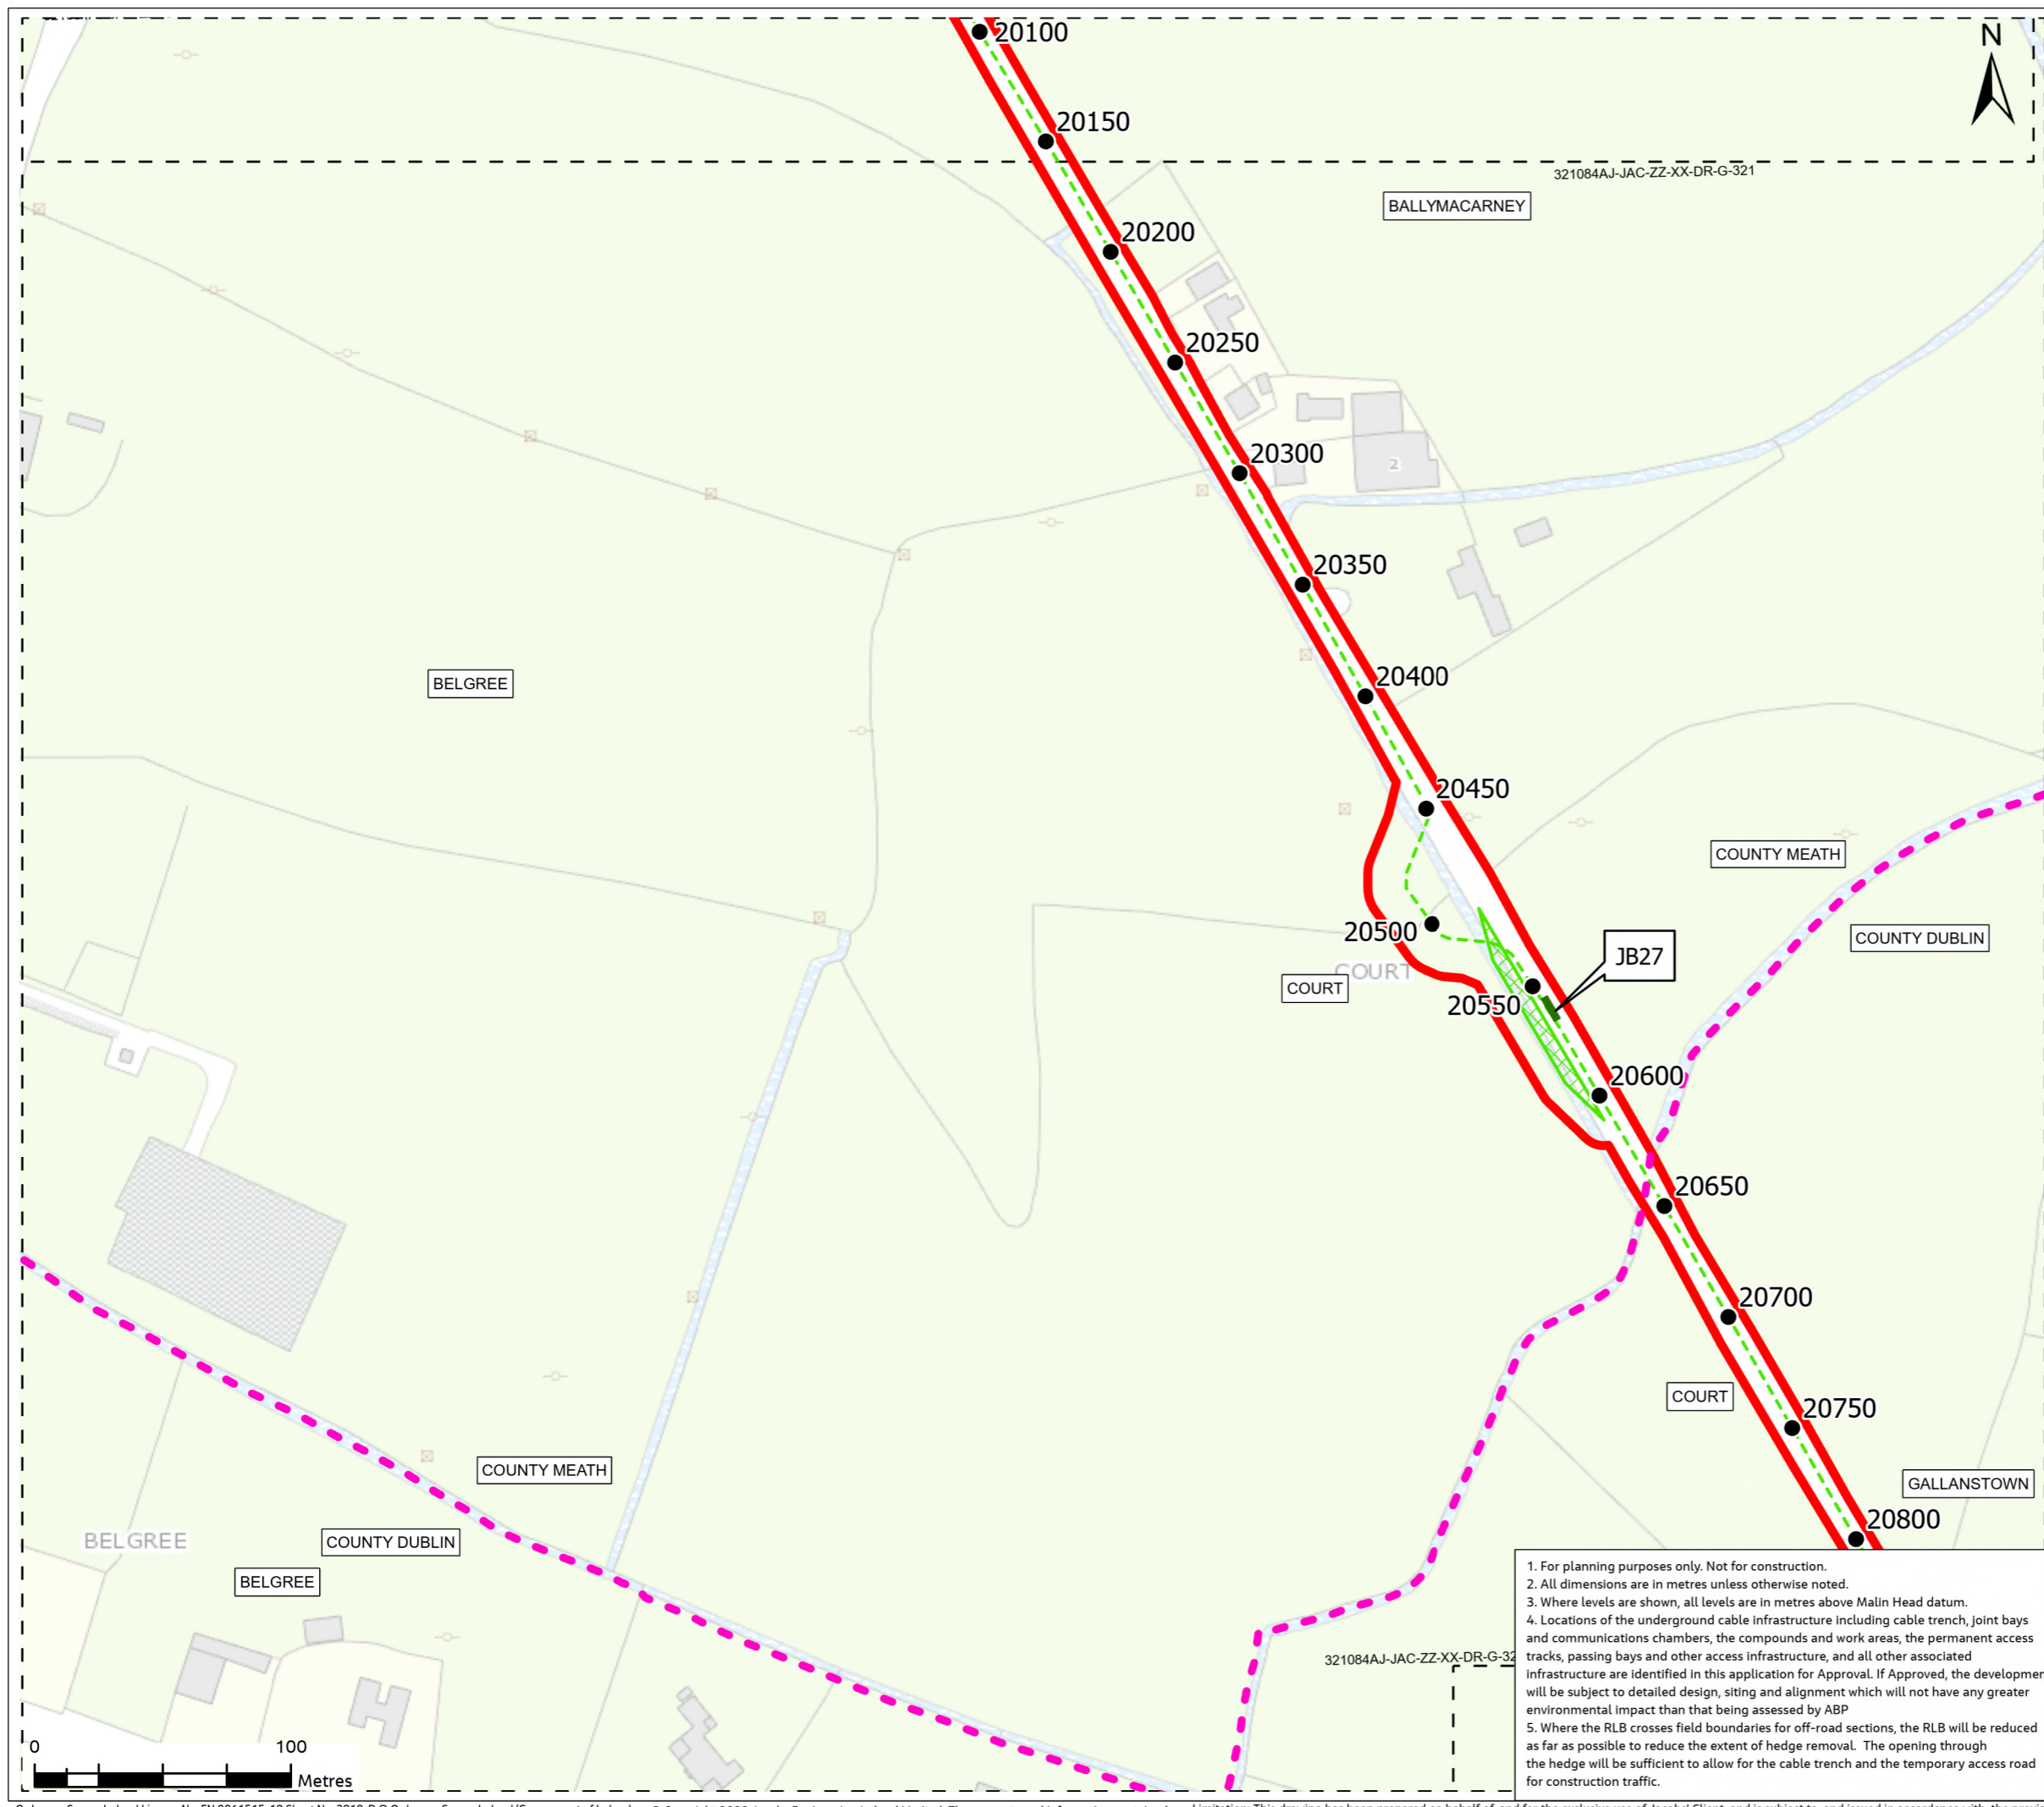 20100
N
20150
321084AJ-JAC-ZZ-XX-DR-G-321
BALLYMACARNEY
20200
20250
20300
2
20350
20400
BELGREE
20450
COUNTY MEATH
20500
COUNTY DUBLIN
JB27
COURT
COURT
20550
20600
20650
20700
COURT
20750
COUNTY MEATH
GALLANSTOWN
20800
BELGREE
COUNTY DUBLIN
BELGREE
321084AJ-JAC-ZZ-XX-DR-G-32
1. For planning purposes only. Not for construction.
2. All dimensions are in metres unless otherwise noted.
3. Where levels are shown, all levels are in metres above Malin Head datum.
4. Locations of the underground cable infrastructure including cable trench, joint bays
and communications chambers, the compounds and work areas, the permanent access
tracks, passing bays and other access infrastructure, and all other associated
infrastructure are identified in this application for Approval. If Approved, the developmen
will be subject to detailed design, siting and alignment which will not have any greater
environmental impact than that being assessed by ABP
5. Where the RLB crosses field boundaries for off-road sections, the RLB will be reduced
as far as possible to reduce the extent of hedge removal. The opening through
the hedge will be sufficient to allow for the cable trench and the temporary access road
for construction traffic.
0 100
Metres